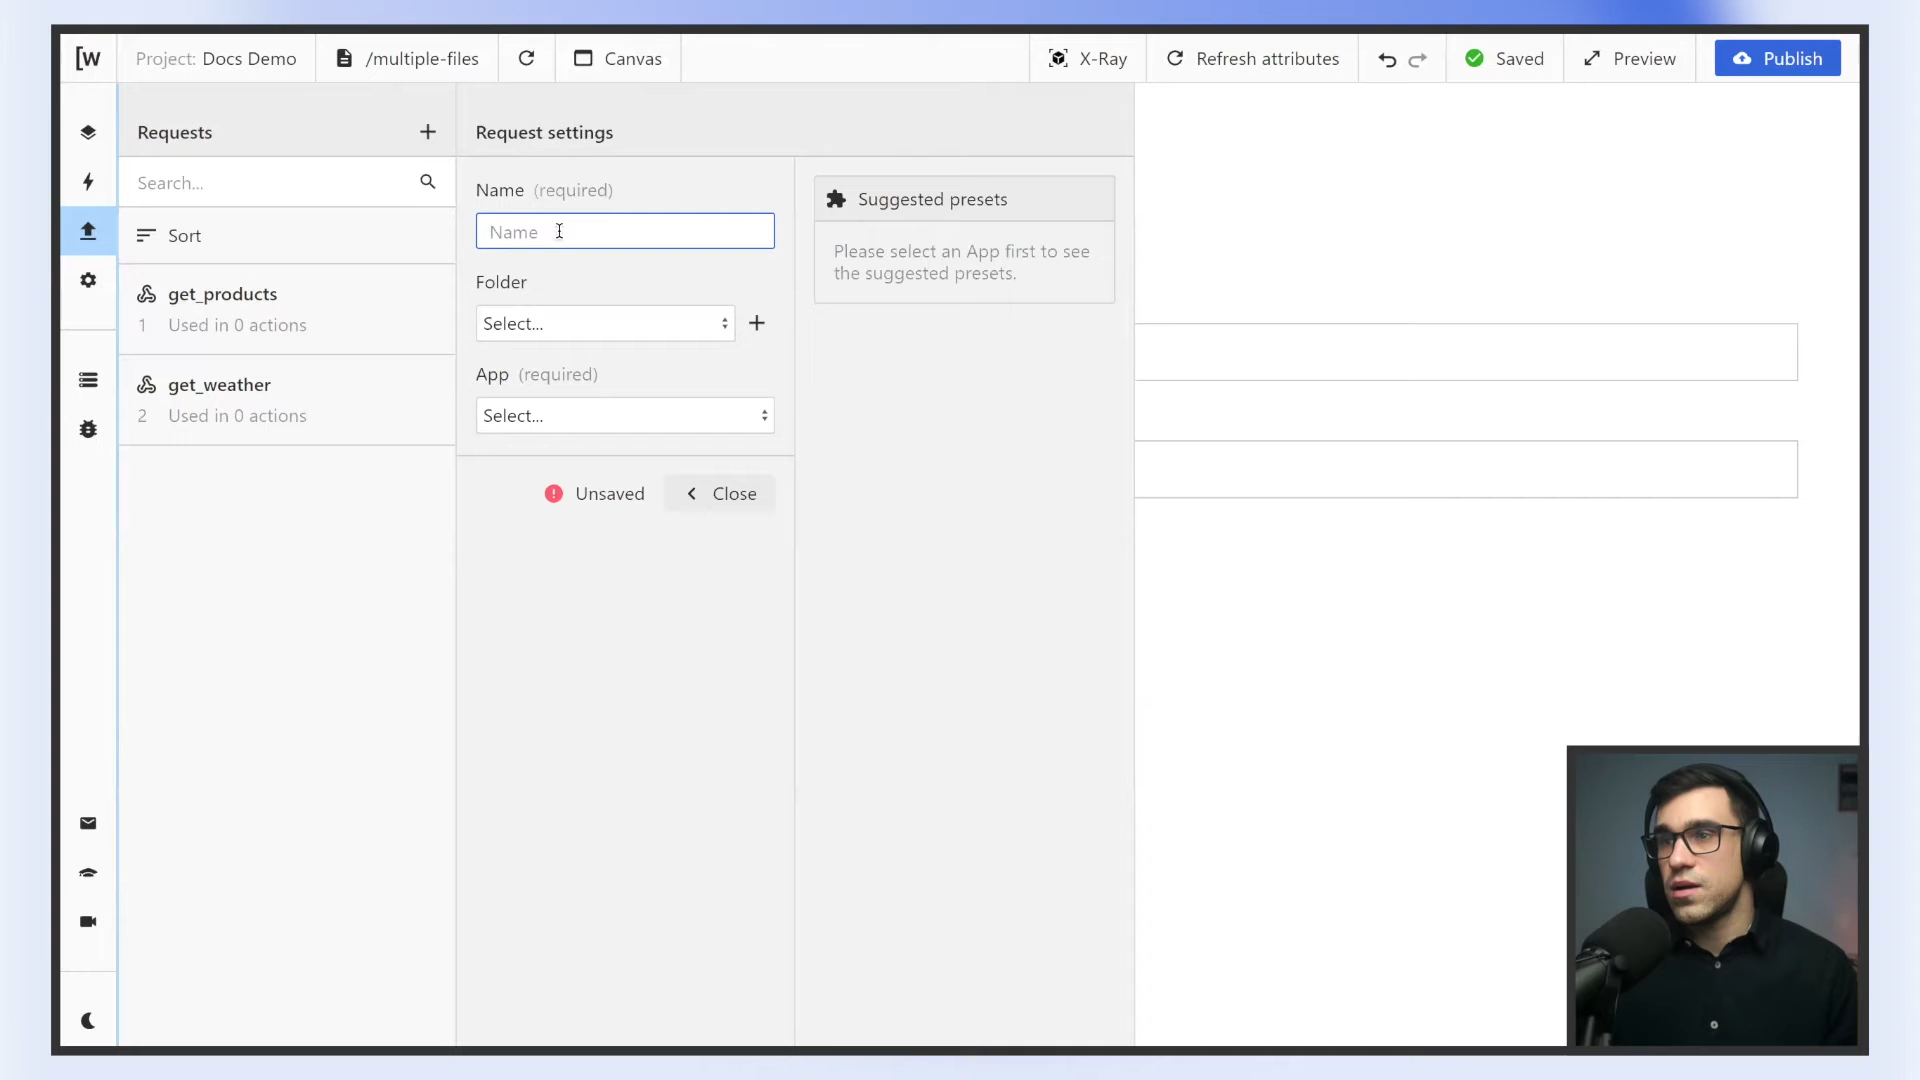 [W
Project: Docs Demo
/multiple-files
Canvas
X-Ray
Refresh attributes
Saved
Preview
Publish
Requests
Search...
Sort
get_products
1 Used in 0 actions
get_weather
2 Used in 0 actions
Request settings
Name (required)
Name
Folder
Select...
App (required)
Select...
Unsaved
Close
Suggested presets
Please select an App first to see
the suggested presets.